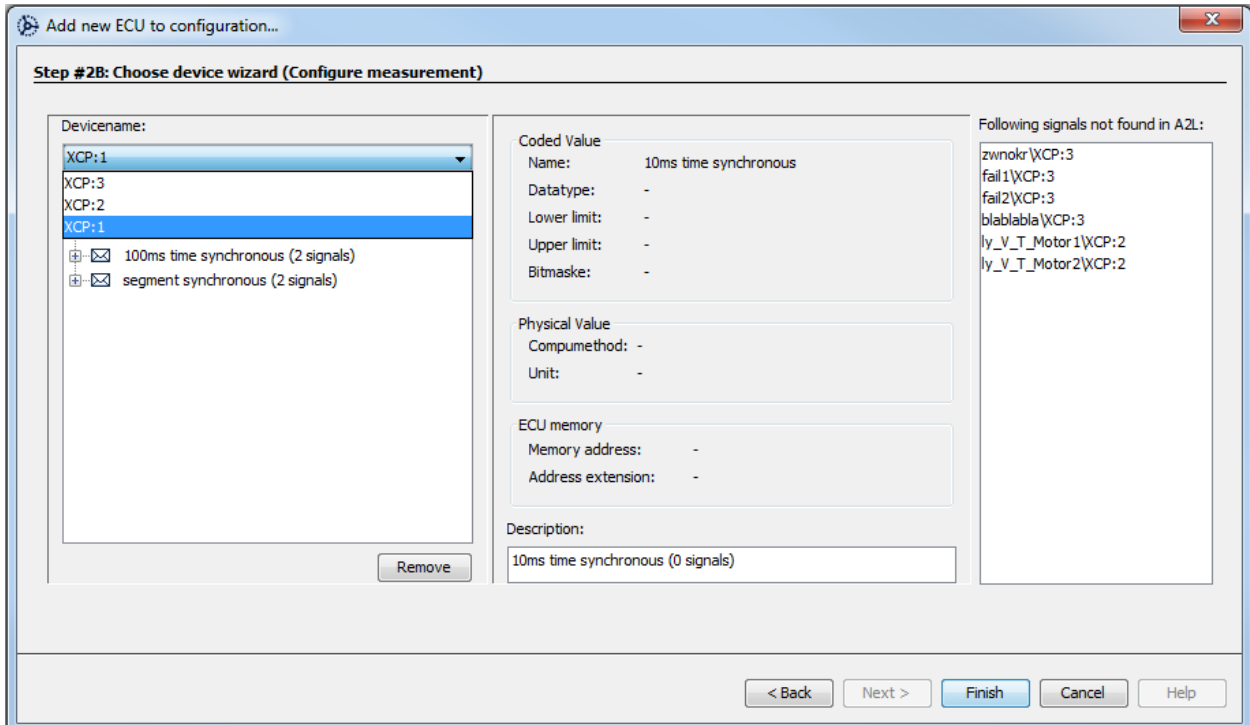 Add new ECU to configuration...
Step #2B: Choose device wizard (Configure measurement)
Devicename:
XCP:1
XCP:3
XCP:2
XCP:1
100ms time synchronous (2 signals)
segment synchronous (2 signals)
Remove
Coded Value
Name: 10ms time synchronous
Datatype: -
Lower limit: -
Upper limit: -
Bitmaske: -
Physical Value
Compumethod: -
Unit: -
ECU memory
Memory address: -
Address extension: -
Description:
10ms time synchronous (0 signals)
Following signals not found in A2L:
zwnokr\XCP:3
fail1\XCP:3
fail2\XCP:3
blablabla\XCP:3
ly_V_T_Motor1\XCP:2
ly_V_T_Motor2\XCP:2
< Back
Next >
Finish
Cancel
Help